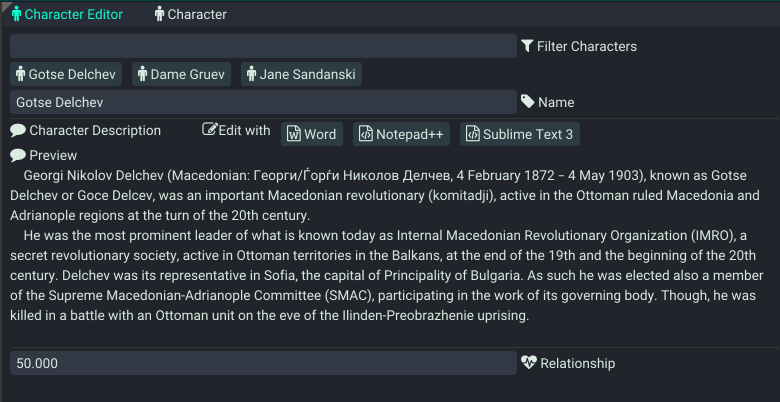 Character Editor Character
Filter Characters
Gotse Delchev Dame Gruev Jane Sandanski
Gotse Delchev Name
Character Description Edit with Word Notepad++ Sublime Text 3
Preview
Georgi Nikolov Delchev (Macedonian: Георги/Ѓорѓи Николов Делчев, 4 February 1872 – 4 May 1903), known as Gotse
Delchev or Goce Delcev, was an important Macedonian revolutionary (komitadji), active in the Ottoman ruled Macedonia and
Adrianople regions at the turn of the 20th century.
He was the most prominent leader of what is known today as Internal Macedonian Revolutionary Organization (IMRO), a
secret revolutionary society, active in Ottoman territories in the Balkans, at the end of the 19th and the beginning of the 20th
century. Delchev was its representative in Sofia, the capital of Principality of Bulgaria. As such he was elected also a member
of the Supreme Macedonian-Adrianople Committee (SMAC), participating in the work of its governing body. Though, he was
killed in a battle with an Ottoman unit on the eve of the Ilinden-Preobrazhenie uprising.
50.000 Relationship